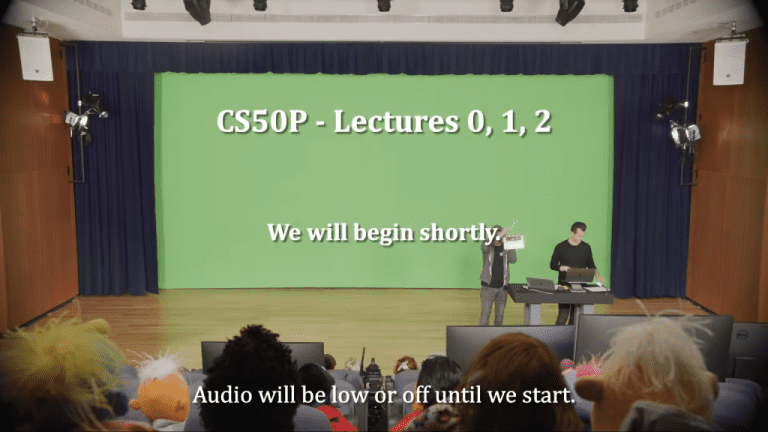 CS50P - Lectures 0, 1, 2
We will begin shortly.
Audio will be low or off until we start.